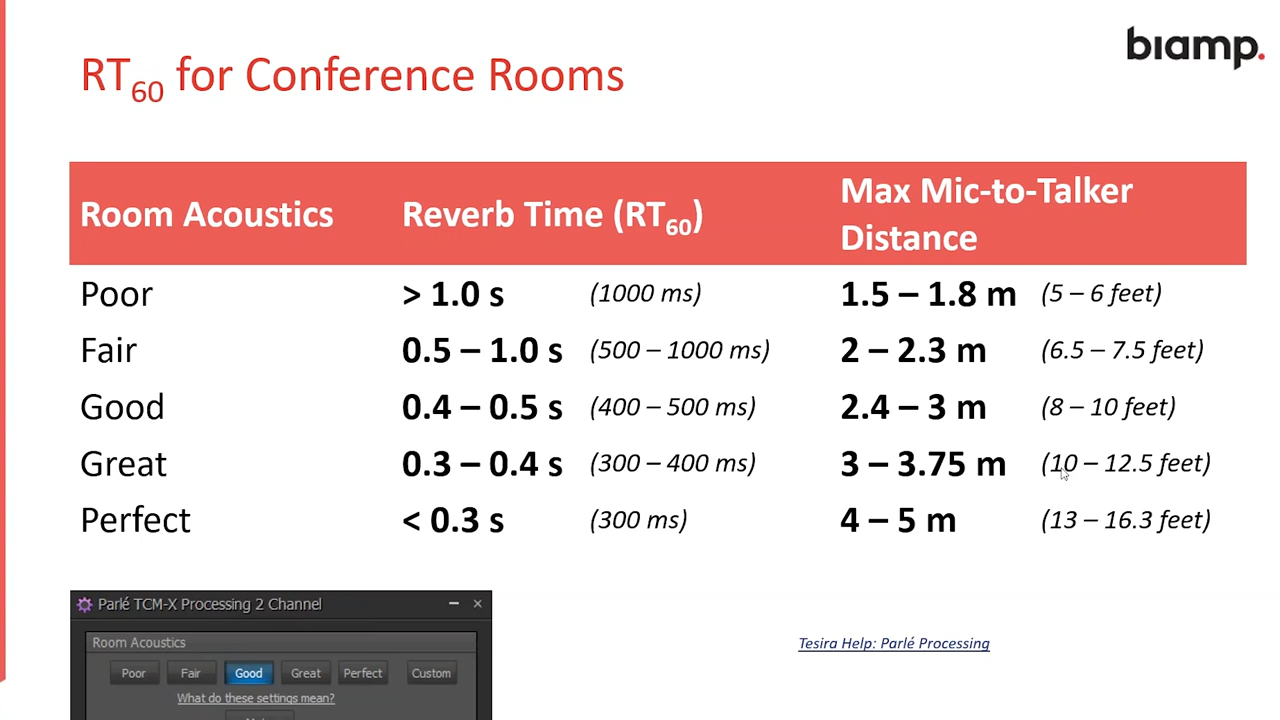 biamp.
RT60 for Conference Rooms
Room Acoustics Reverb Time (RT60) Max Mic-to-Talker Distance
Poor > 1.0 s (1000 ms) 1.5 – 1.8 m (5 – 6 feet)
Fair 0.5 – 1.0 s (500 – 1000 ms) 2 – 2.3 m (6.5 – 7.5 feet)
Good 0.4 – 0.5 s (400 – 500 ms) 2.4 – 3 m (8 – 10 feet)
Great 0.3 – 0.4 s (300 – 400 ms) 3 – 3.75 m (10 – 12.5 feet)
Perfect < 0.3 s (300 ms) 4 – 5 m (13 – 16.3 feet)
Parlé TCM-X Processing 2 Channel
Room Acoustics
Poor Fair Good Great Perfect Custom
What do these settings mean?
Tesira Help: Parlé Processing